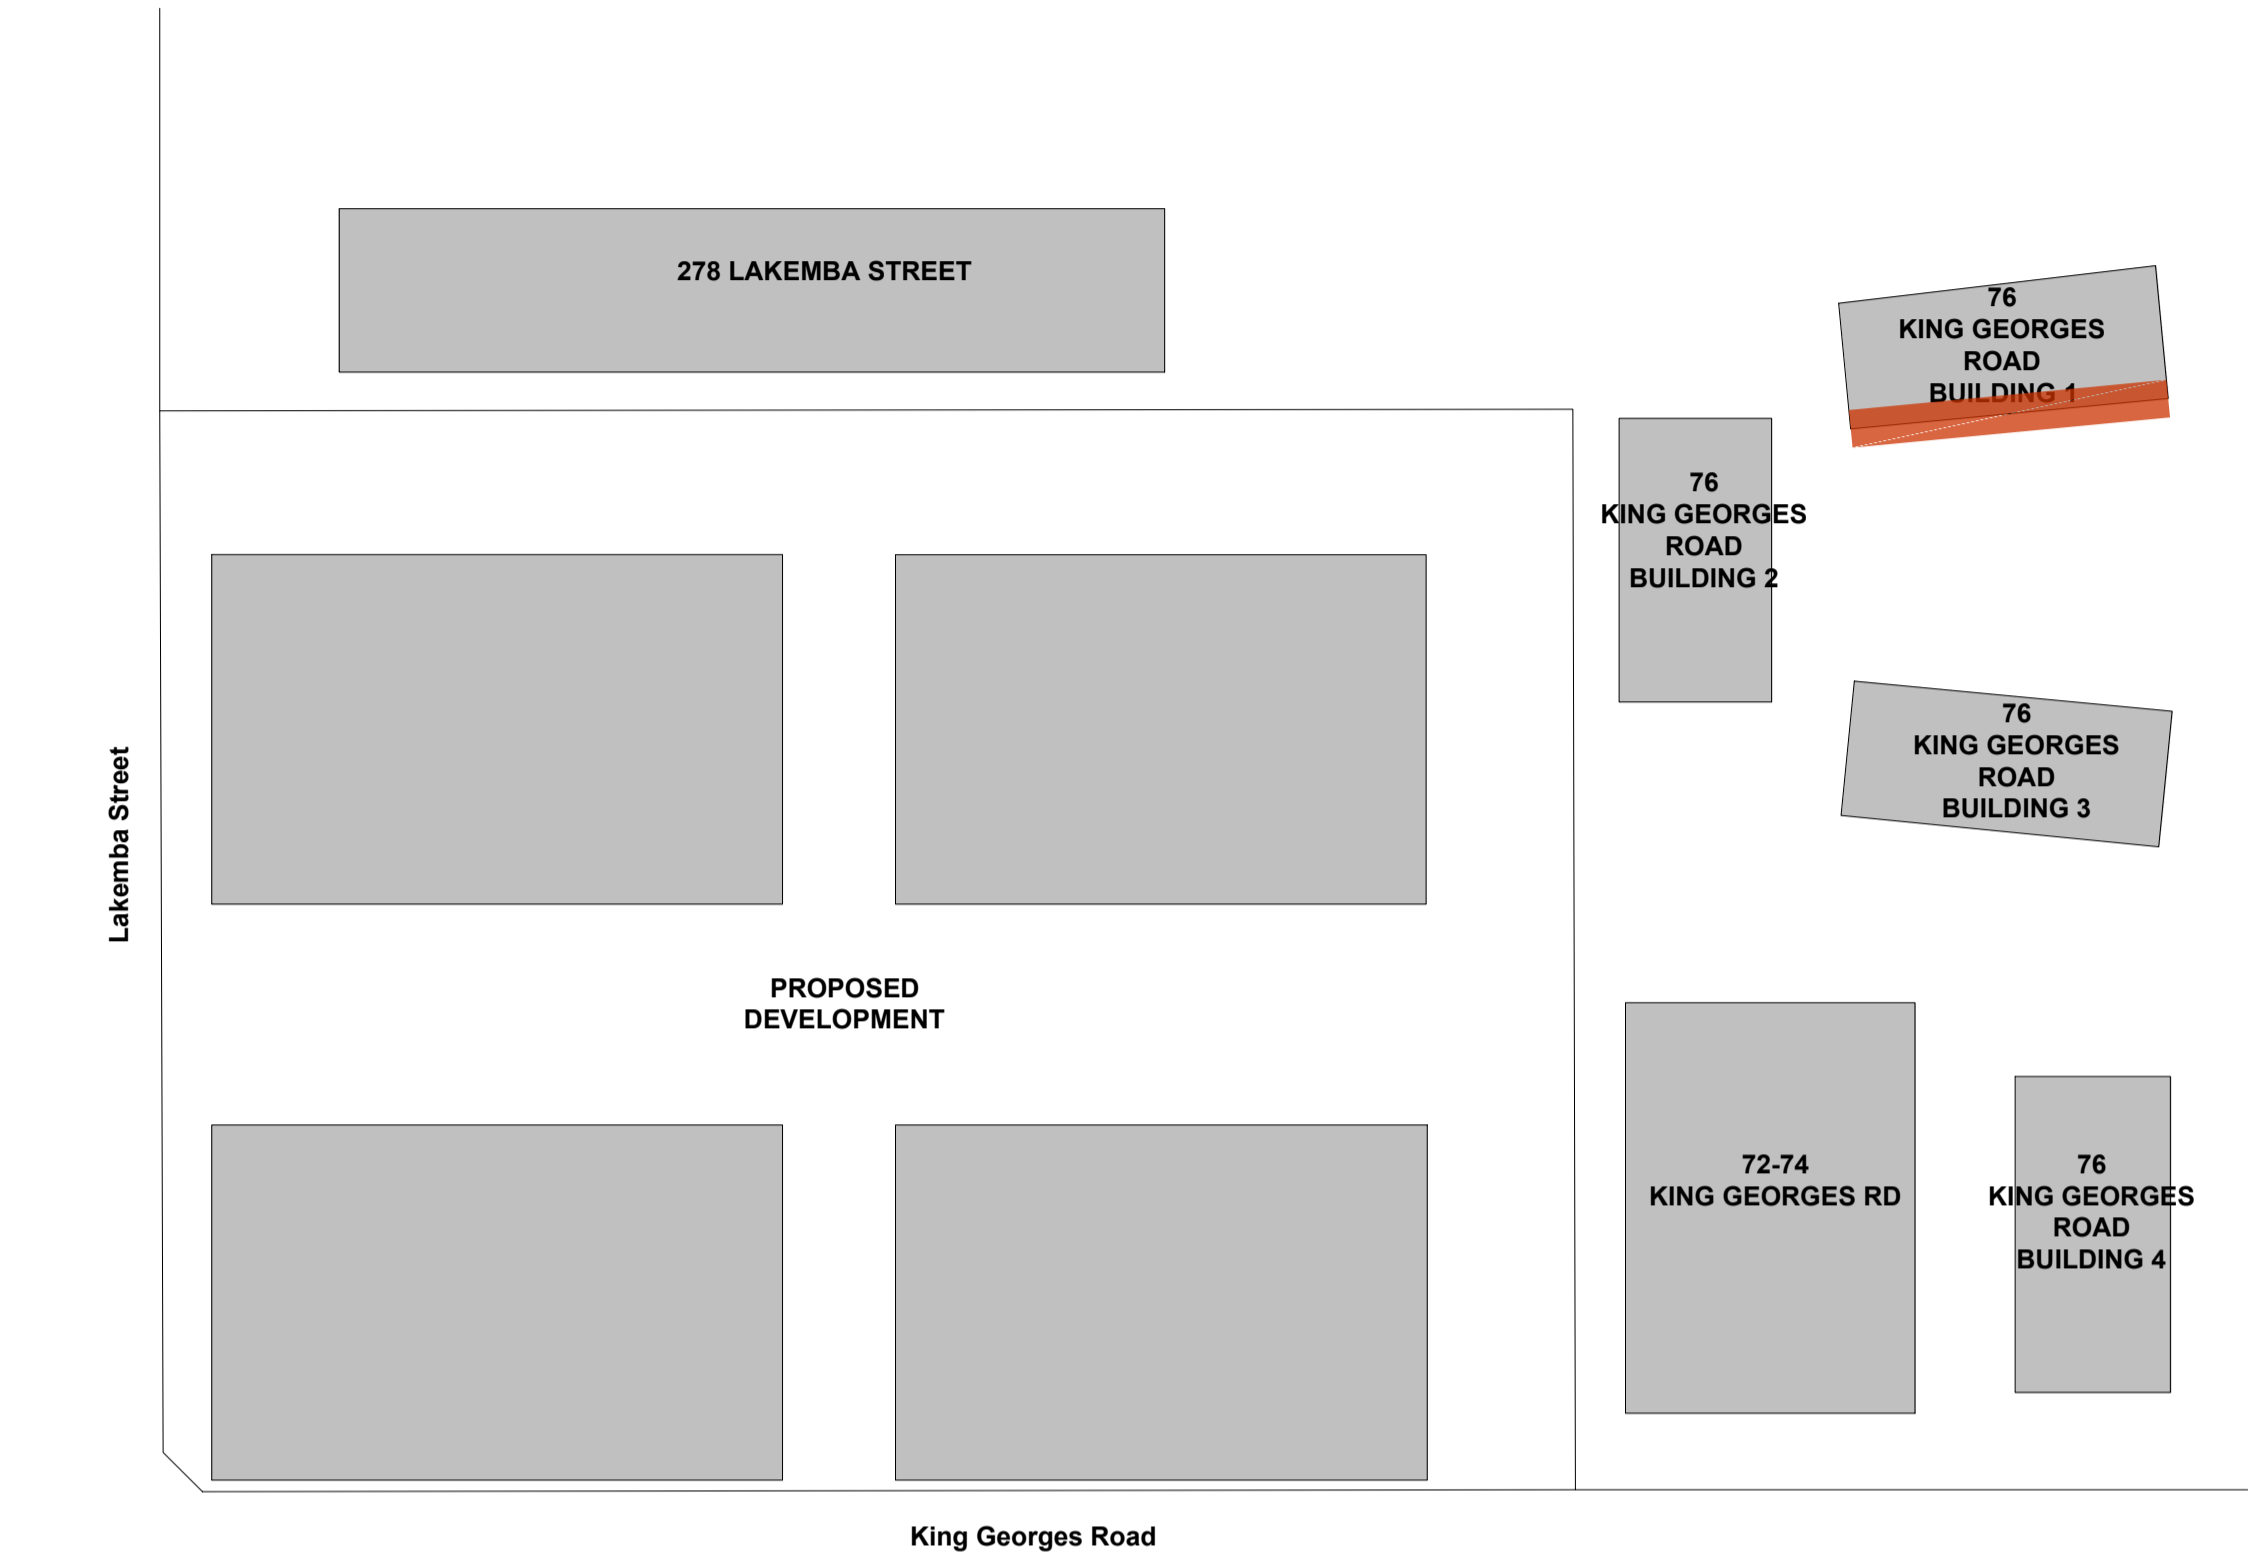 278 LAKEMBA STREET
76
KING GEORGES
ROAD
BUILDING 1
76
KING GEORGES
ROAD
BUILDING 2
76
KING GEORGES
ROAD
BUILDING 3
Lakemba Street
PROPOSED
DEVELOPMENT
72-74
KING GEORGES RD
76
KING GEORGES
ROAD
BUILDING 4
King Georges Road